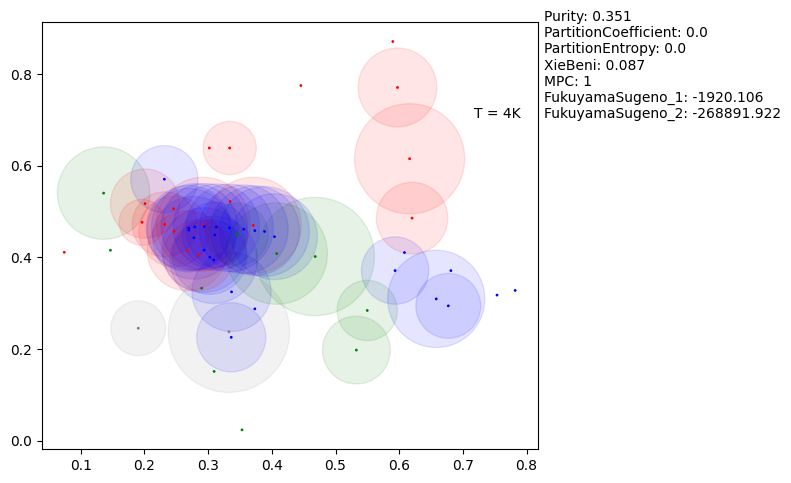 Purity: 0.351
PartitionCoefficient: 0.0
PartitionEntropy: 0.0
XieBeni: 0.087
MPC: 1
FukuyamaSugeno_1: -1920.106
FukuyamaSugeno_2: -268891.922
T = 4K
0.8
0.6
0.4
0.2
0.0
0.1 0.2 0.3 0.4 0.5 0.6 0.7 0.8